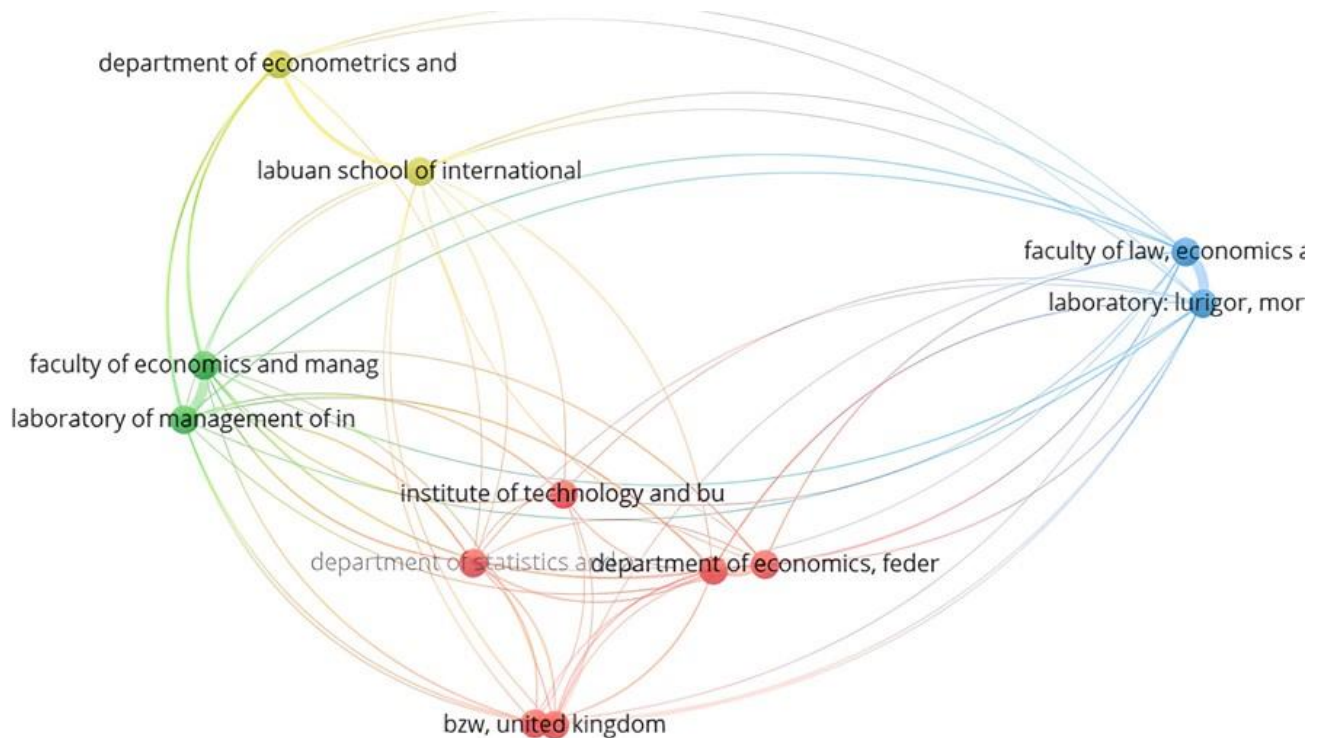 department of econometrics and
labuan school of international
faculty of law, economics a
laboratory: lurigor, mor
faculty of economics and manag
laboratory of management of in
institute of technology and bu
department of statistics and
department of economics, feder
bzw, united kingdom